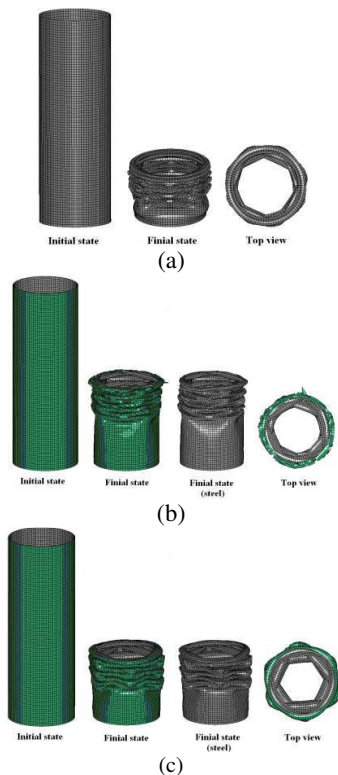 Initial state Finial state Top view
(a)
Initial state Finial state Finial state Top view
(steel)
(b)
Initial state Finial state Finial state Top view
(steel)
(c)